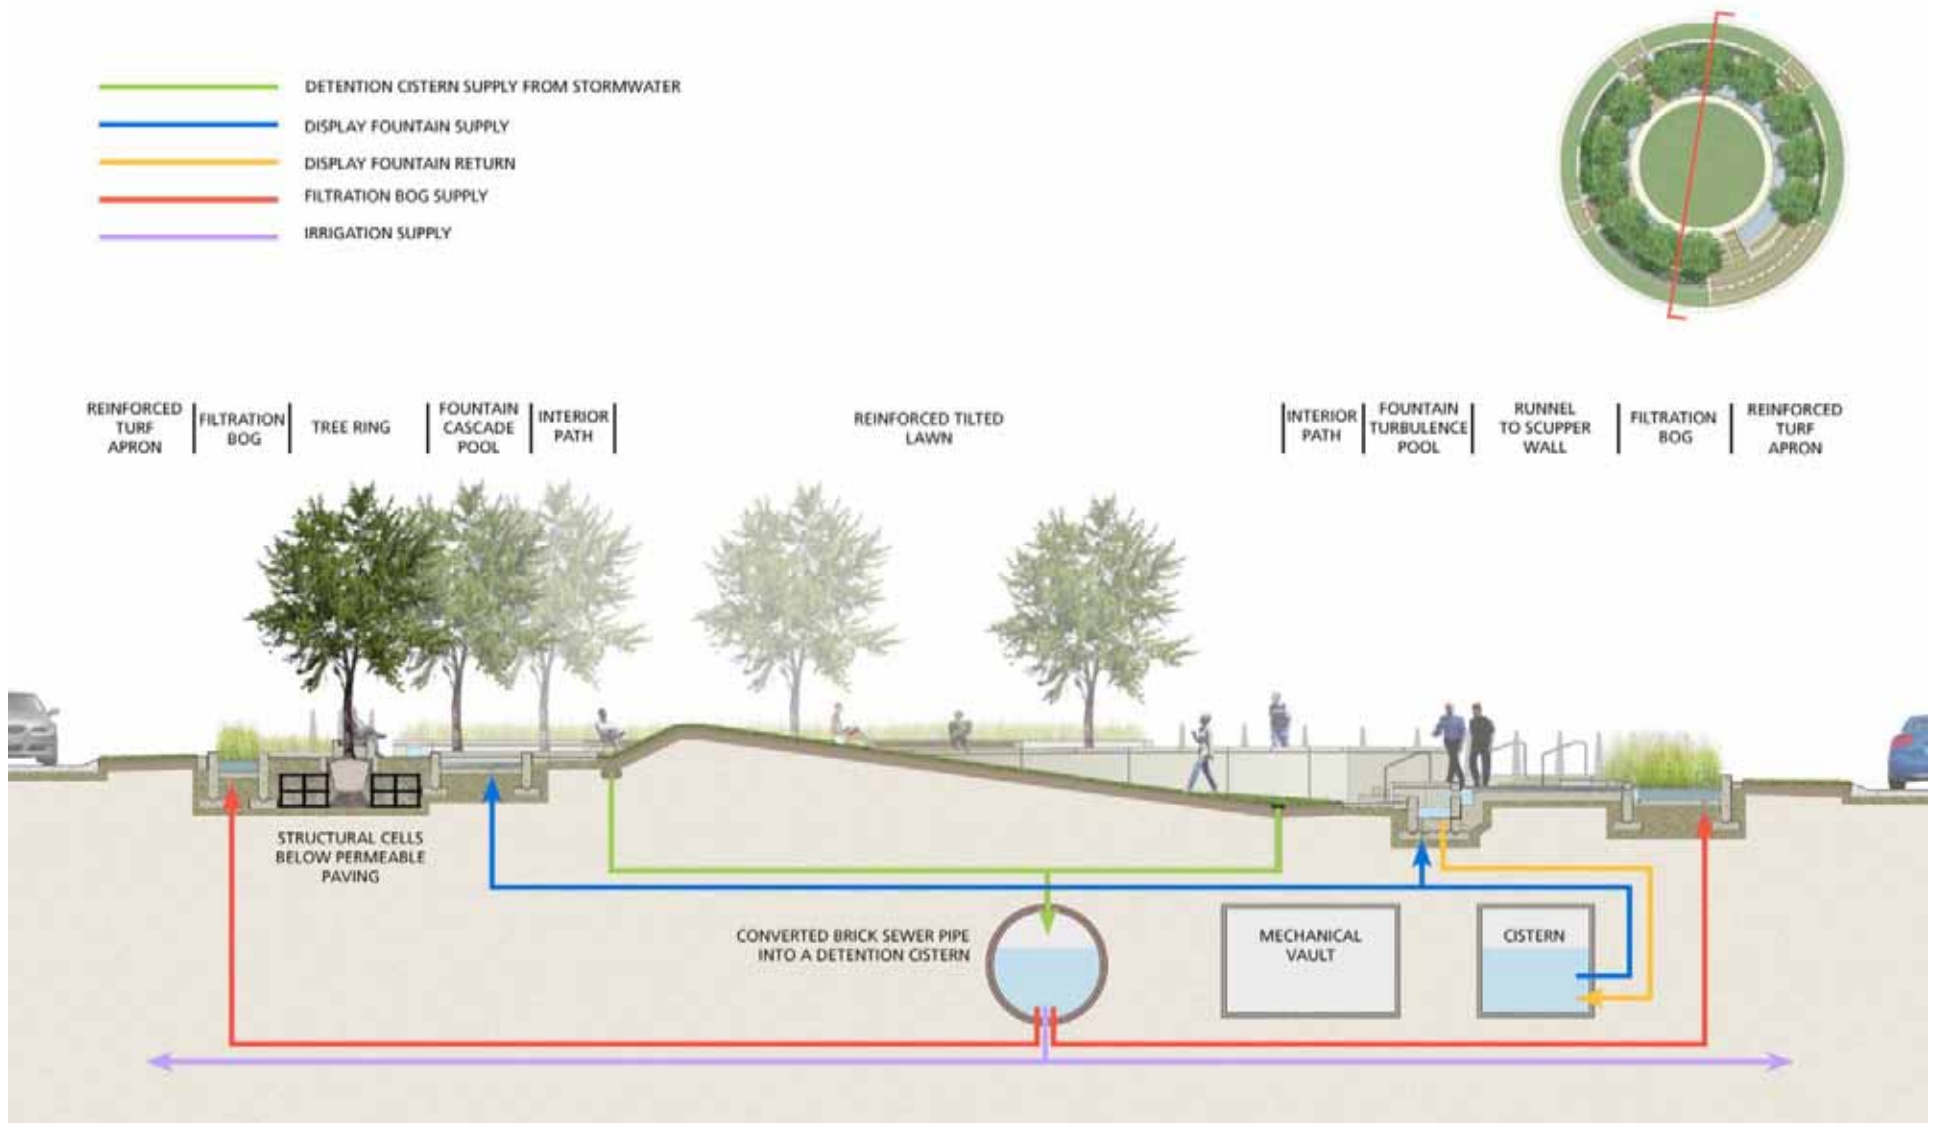 DETENTION CISTERN SUPPLY FROM STORMWATER
DISPLAY FOUNTAIN SUPPLY
DISPLAY FOUNTAIN RETURN
FILTRATION BOG SUPPLY
IRRIGATION SUPPLY
REINFORCED
TURF
APRON
FILTRATION
BOG
TREE RING
FOUNTAIN
CASCADE
POOL
INTERIOR
PATH
REINFORCED TILTED
LAWN
INTERIOR
PATH
FOUNTAIN
TURBULENCE
POOL
RUNNEL
TO SCUPPER
WALL
FILTRATION
BOG
REINFORCED
TURF
APRON
STRUCTURAL CELLS
BELOW PERMEABLE
PAVING
CONVERTED BRICK SEWER PIPE
INTO A DETENTION CISTERN
MECHANICAL
VAULT
CISTERN